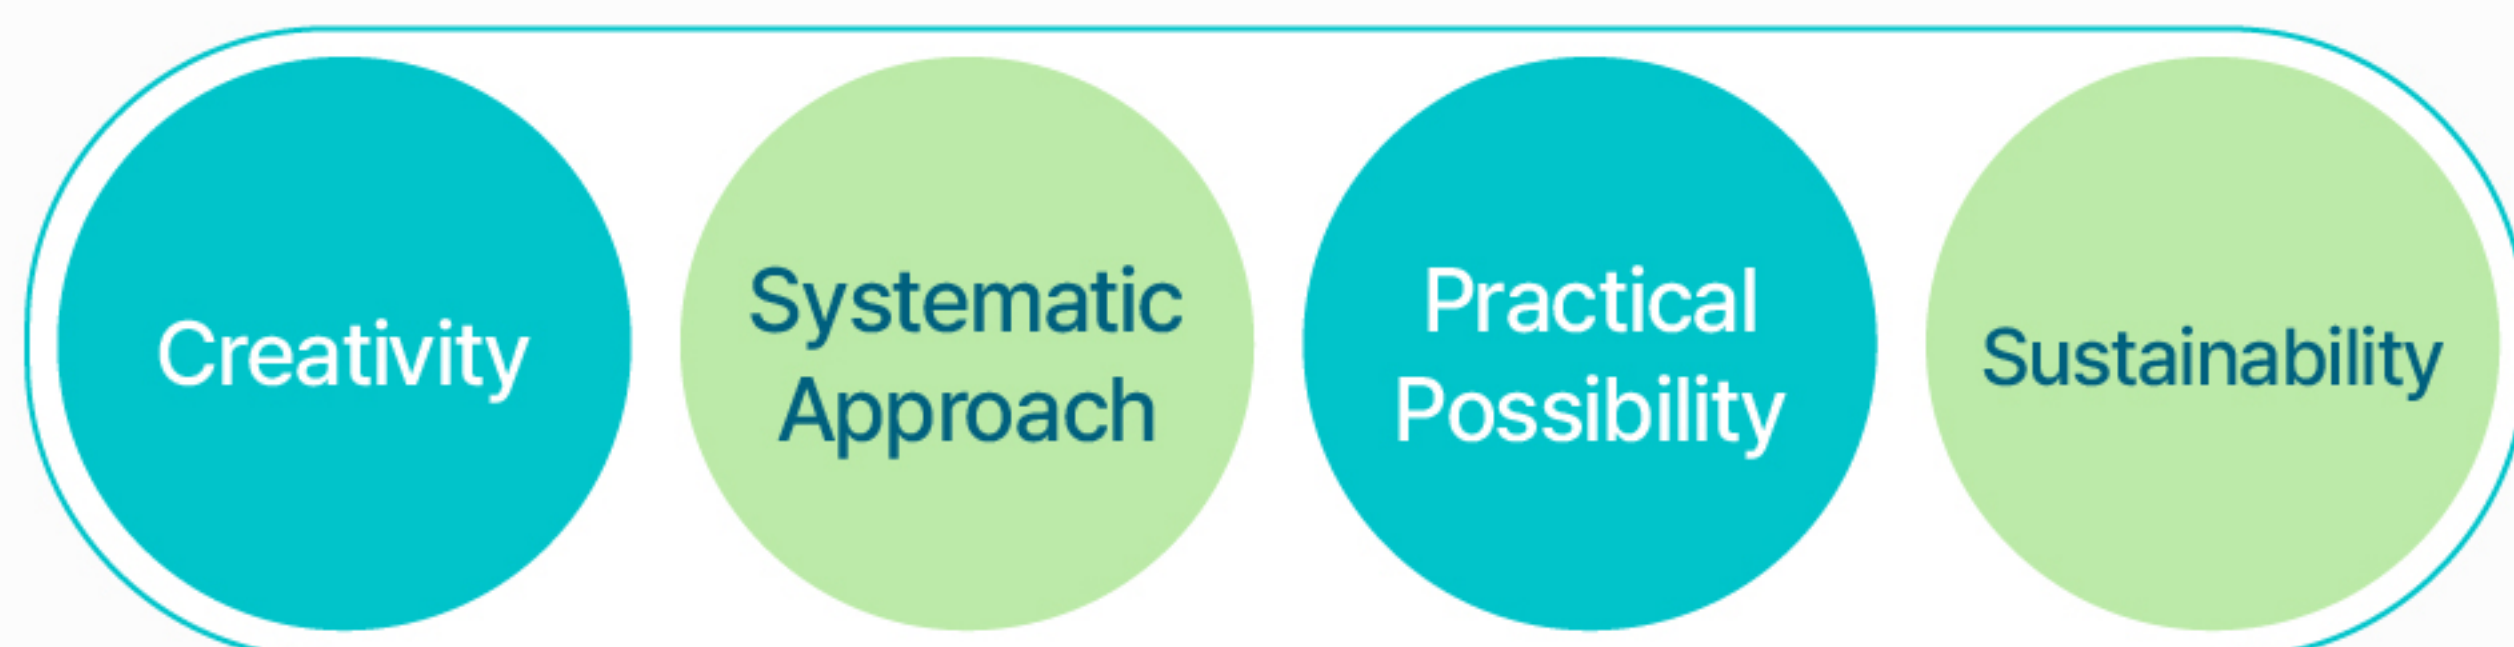 Creativity
Systematic
Approach
Practical
Possibility
Sustainability